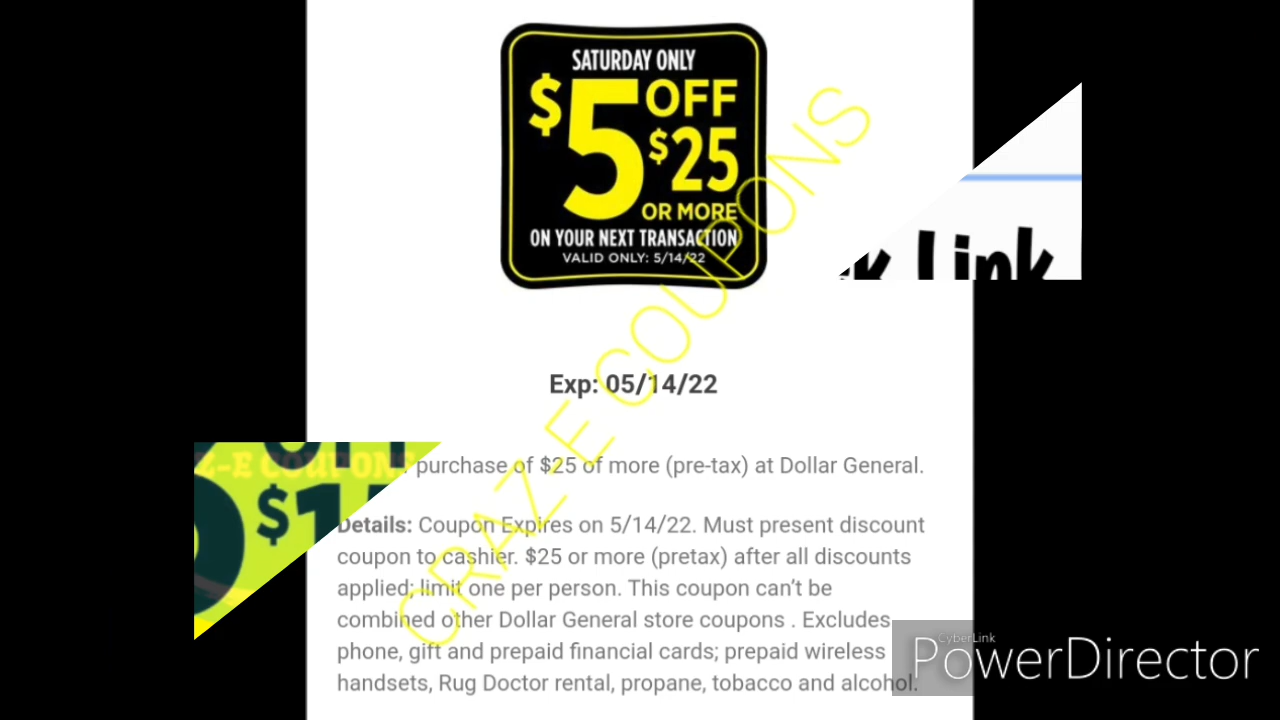 SATURDAY ONLY
$5 OFF
$25
OR MORE
ON YOUR NEXT TRANSACTION
VALID ONLY: 5/14/22
CRAZ-E COUPONS
Link
Exp: 05/14/22
Z-E COUPONS
purchase of $25 of more (pre-tax) at Dollar General.
$1
Details: Coupon Expires on 5/14/22. Must present discount
coupon to cashier. $25 or more (pretax) after all discounts
applied; limit one per person. This coupon can’t be
combined other Dollar General store coupons . Excludes
phone, gift and prepaid financial cards; prepaid wireless
handsets, Rug Doctor rental, propane, tobacco and alcohol.
CyberLink
PowerDirector